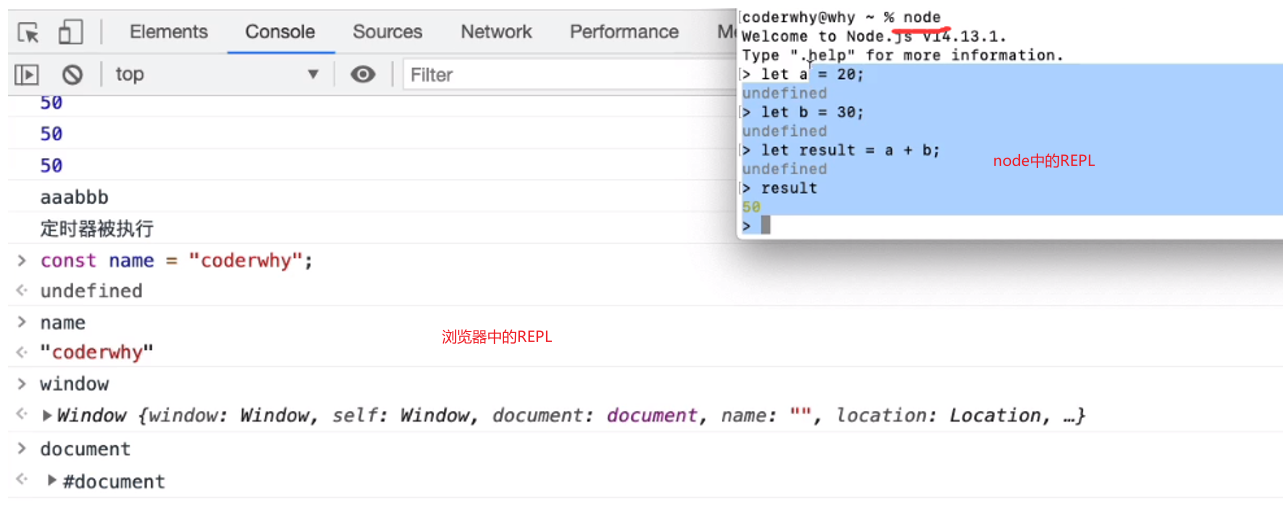 Elements Console Sources Network Performance M
top Filter
50
50
50
aaabbb
定时器被执行
> const name = "coderwhy";
undefined
> name
"coderwhy"
> window
Window {window: Window, self: Window, document: document, name: "", location: Location, …}
> document
#document
浏览器中的REPL
coderwhy@why ~ % node
Welcome to Node.js v14.13.1.
Type ".help" for more information.
> let a = 20;
undefined
> let b = 30;
undefined
> let result = a + b;
undefined
> result
50
>
node中的REPL